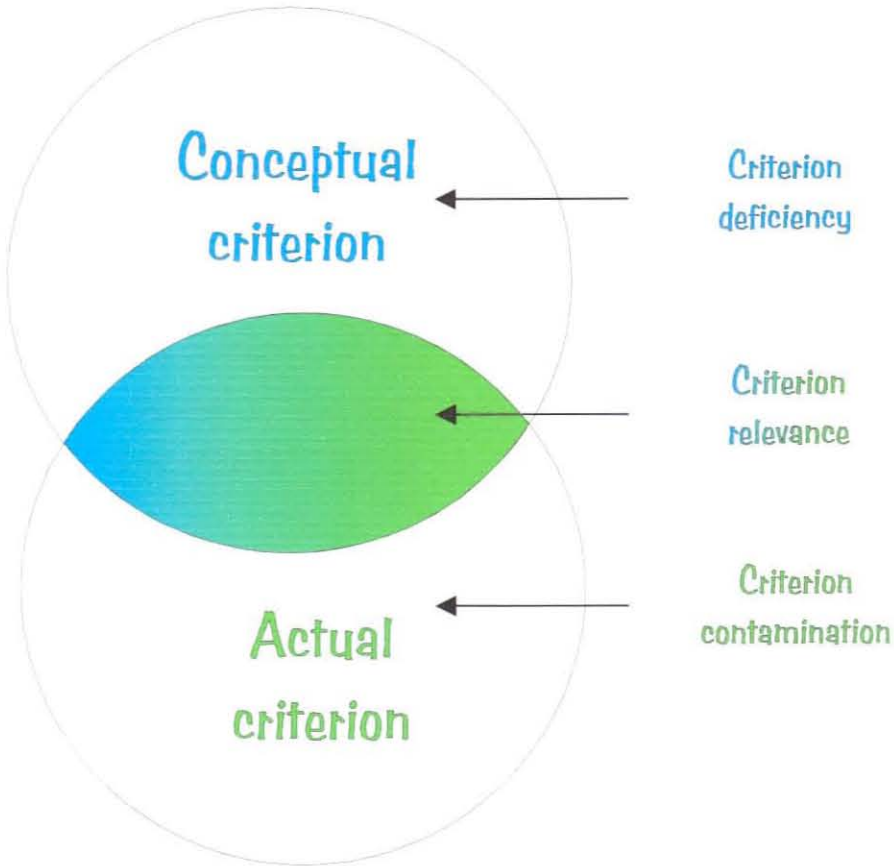 Conceptual
criterion
Criterion
deficiency
Criterion
relevance
Actual
criterion
Criterion
contamination